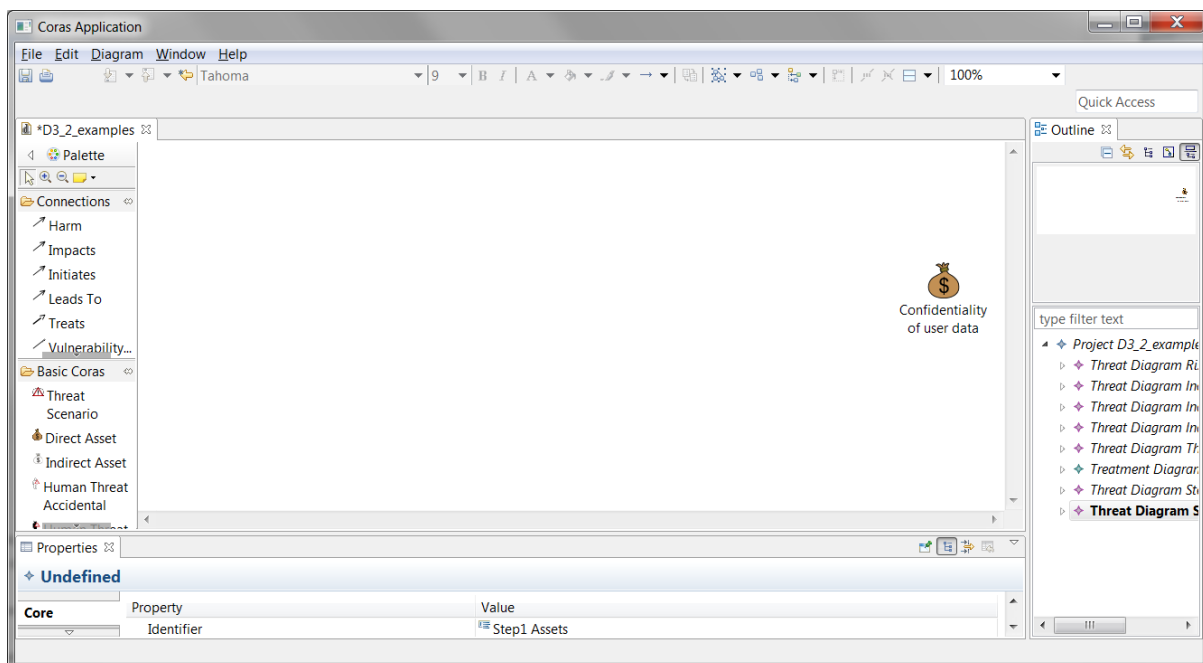 Coras Application
File Edit Diagram Window Help
Tahoma 9 B I A 100%
Quick Access
*D3_2_examples
Palette
Connections
Harm
Impacts
Initiates
Leads To
Treats
Vulnerability...
Basic Coras
Threat
Scenario
Direct Asset
Indirect Asset
Human Threat
Accidental
Human Threat
$
Confidentiality
of user data
Outline
type filter text
Project D3_2_example
Threat Diagram Ri
Threat Diagram In
Threat Diagram In
Threat Diagram In
Threat Diagram Th
Treatment Diagram
Threat Diagram St
Threat Diagram S
Properties
Undefined
Core
Property Value
Identifier Step1 Assets